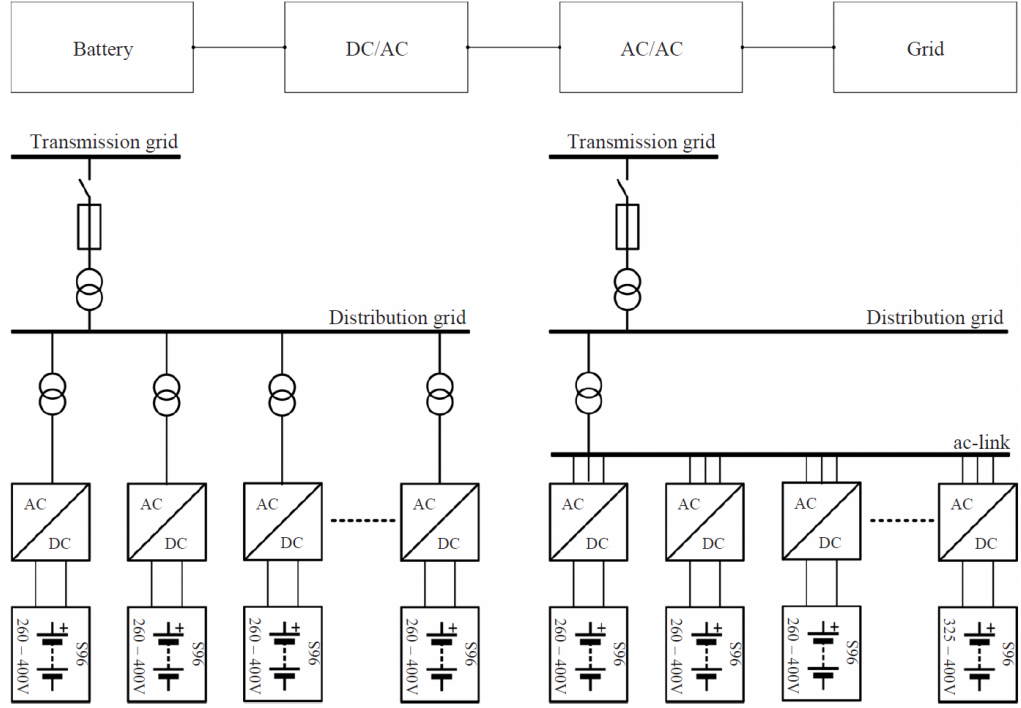 Battery
DC/AC
AC/AC
Grid
Transmission grid
Transmission grid
Distribution grid
Distribution grid
ac-link
AC
DC
AC
DC
AC
DC
AC
DC
AC
DC
AC
DC
AC
DC
AC
DC
+
S96
260 – 400V
+
S96
260 – 400V
+
S96
260 – 400V
+
S96
260 – 400V
+
S96
260 – 400V
+
S96
260 – 400V
+
S96
260 – 400V
+
S96
325 – 400V